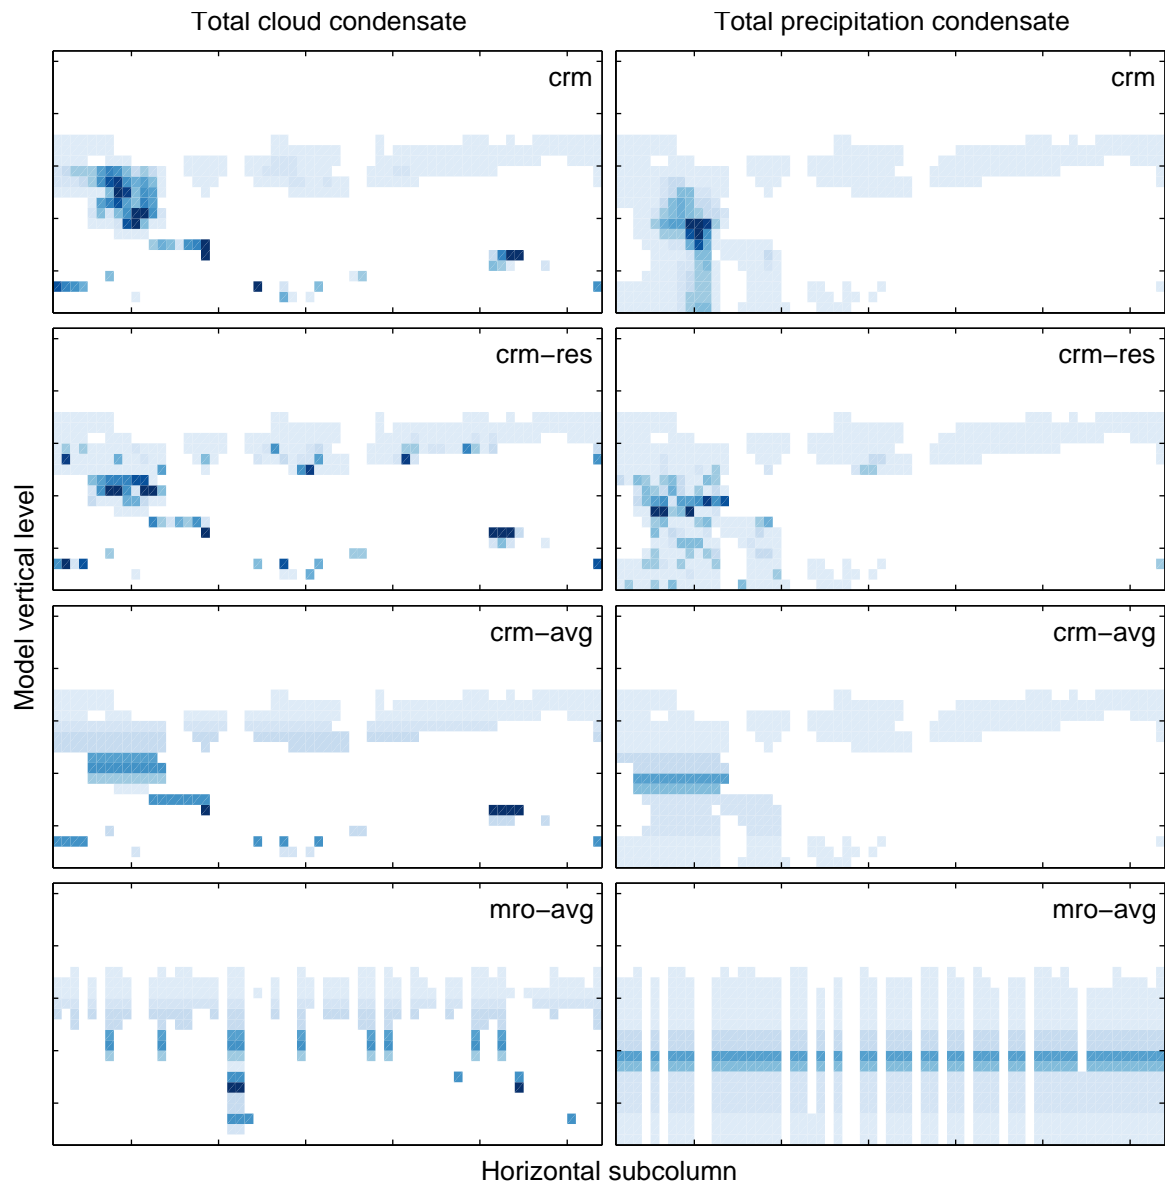 Total cloud condensate
Total precipitation condensate
crm
crm
crm−res
crm−res
crm−avg
crm−avg
mro−avg
mro−avg
Model vertical level
Horizontal subcolumn